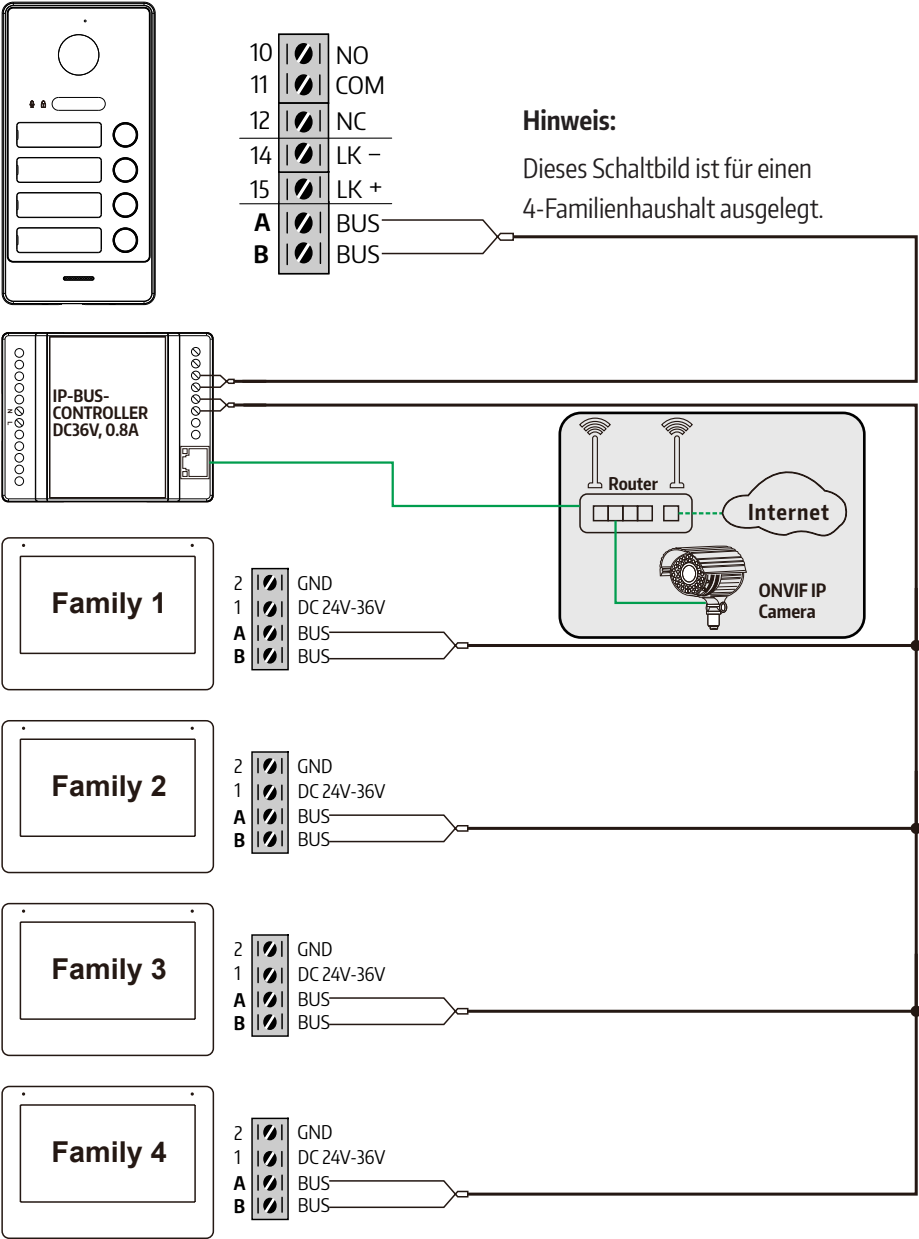 10 NO
11 COM
12 NC
14 LK –
15 LK +
A BUS
B BUS
Hinweis:
Dieses Schaltbild ist für einen
4-Familienhaushalt ausgelegt.
N
L
IP-BUS-
CONTROLLER
DC36V, 0.8A
Router
Internet
ONVIF IP
Camera
Family 1
2 GND
1 DC 24V-36V
A BUS
B BUS
Family 2
2 GND
1 DC 24V-36V
A BUS
B BUS
Family 3
2 GND
1 DC 24V-36V
A BUS
B BUS
Family 4
2 GND
1 DC 24V-36V
A BUS
B BUS